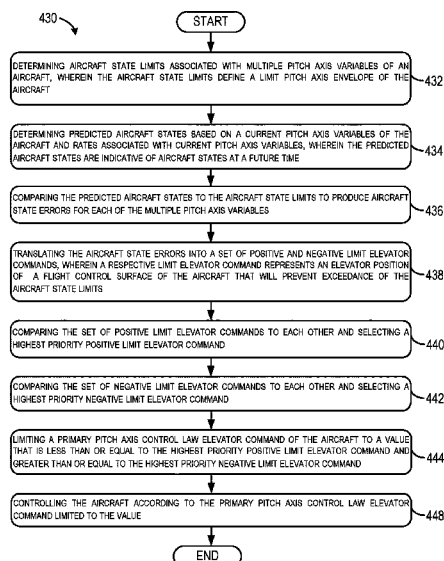 430
START
DETERMINING AIRCRAFT STATE LIMITS ASSOCIATED WITH MULTIPLE PITCH AXIS VARIABLES OF AN
AIRCRAFT, WHEREIN THE AIRCRAFT STATE LIMITS DEFINE A LIMIT PITCH AXIS ENVELOPE OF THE
AIRCRAFT
432
DETERMINING PREDICTED AIRCRAFT STATES BASED ON A CURRENT PITCH AXIS VARIABLES OF THE
AIRCRAFT AND RATES ASSOCIATED WITH CURRENT PITCH AXIS VARIABLES, WHEREIN THE PREDICTED
AIRCRAFT STATES ARE INDICATIVE OF AIRCRAFT STATES AT A FUTURE TIME
434
COMPARING THE PREDICTED AIRCRAFT STATES TO THE AIRCRAFT STATE LIMITS TO PRODUCE AIRCRAFT
STATE ERRORS FOR EACH OF THE MULTIPLE PITCH AXIS VARIABLES
436
TRANSLATING THE AIRCRAFT STATE ERRORS INTO A SET OF POSITIVE AND NEGATIVE LIMIT ELEVATOR
COMMANDS, WHEREIN A RESPECTIVE LIMIT ELEVATOR COMMAND REPRESENTS AN ELEVATOR POSITION
OF A FLIGHT CONTROL SURFACE OF THE AIRCRAFT THAT WILL PREVENT EXCEEDANCE OF THE
AIRCRAFT STATE LIMITS
438
COMPARING THE SET OF POSITIVE LIMIT ELEVATOR COMMANDS TO EACH OTHER AND SELECTING A
HIGHEST PRIORITY POSITIVE LIMIT ELEVATOR COMMAND
440
COMPARING THE SET OF NEGATIVE LIMIT ELEVATOR COMMANDS TO EACH OTHER AND SELECTING A
HIGHEST PRIORITY NEGATIVE LIMIT ELEVATOR COMMAND
442
LIMITING A PRIMARY PITCH AXIS CONTROL LAW ELEVATOR COMMAND OF THE AIRCRAFT TO A VALUE
THAT IS LESS THAN OR EQUAL TO THE HIGHEST PRIORITY POSITIVE LIMIT ELEVATOR COMMAND AND
GREATER THAN OR EQUAL TO THE HIGHEST PRIORITY NEGATIVE LIMIT ELEVATOR COMMAND
444
CONTROLLING THE AIRCRAFT ACCORDING TO THE PRIMARY PITCH AXIS CONTROL LAW ELEVATOR
COMMAND LIMITED TO THE VALUE
448
END